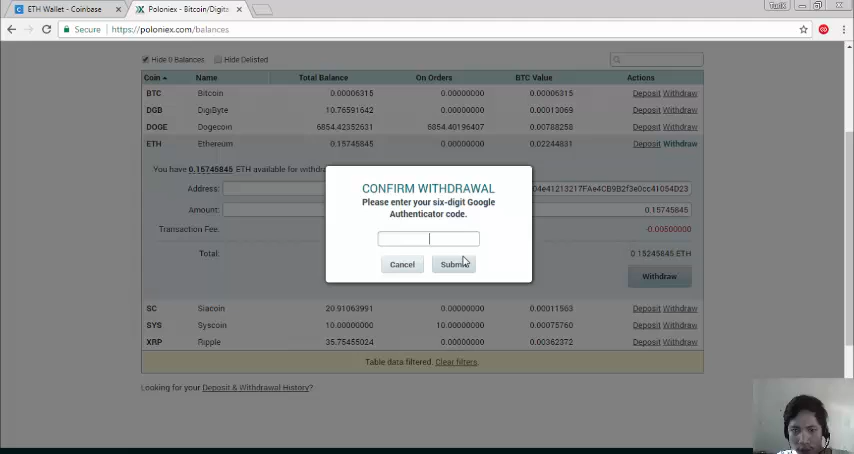 ETH Wallet - Coinbase
Poloniex - Bitcoin/Digita
TuriX
Secure
https://poloniex.com/balances
Hide 0 Balances
Hide Delisted
Coin Name Total Balance On Orders BTC Value Actions
BTC Bitcoin 0.00006315 0.00000000 0.00006315 Deposit Withdraw
DGB DigiByte 10.76591642 0.00000000 0.00013069 Deposit Withdraw
DOGE Dogecoin 6854.42352631 6854.40196407 0.00788258 Deposit Withdraw
ETH Ethereum 0.15745845 0.00000000 0.02244831 Deposit Withdraw
You have 0.15745845 ETH available for withdra
Address: 04e41213217FAe4CB9B2f3e0cc41054D23
Amount: 0.15745845
Transaction Fee: -0.00500000
Total: 0.15245845 ETH
Withdraw
CONFIRM WITHDRAWAL
Please enter your six-digit Google
Authenticator code.
Cancel
Submit
SC Siacoin 20.91063991 0.00000000 0.00011563 Deposit Withdraw
SYS Syscoin 10.00000000 10.00000000 0.00075760 Deposit Withdraw
XRP Ripple 35.75455024 0.00000000 0.00362372 Deposit Withdraw
Table data filtered. Clear filters.
Looking for your Deposit & Withdrawal History?